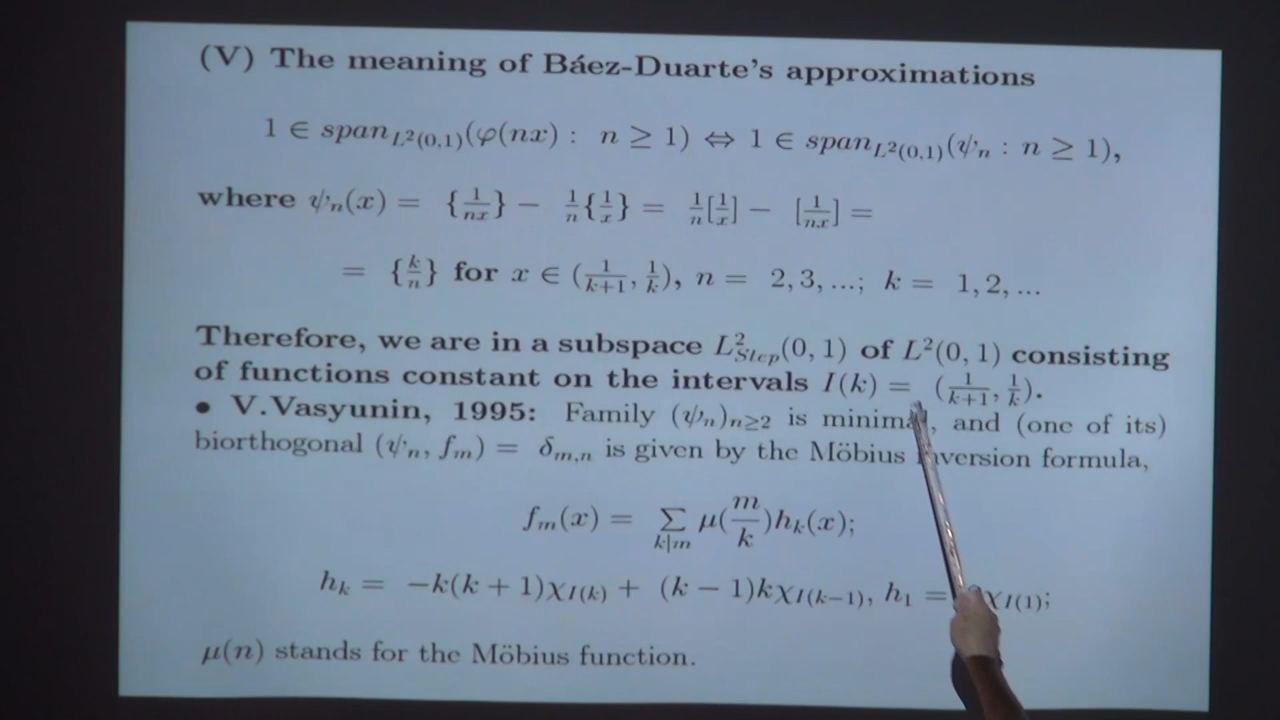 (V) The meaning of Báez-Duarte's approximations
1 ∈ span_{L²(0,1)}(φ(nx) : n ≥ 1) ⇔ 1 ∈ span_{L²(0,1)}(ψ_n : n ≥ 1),
where ψ_n(x) = {1/(nx)} − 1/n{1/x} = 1/n[1/x] − [1/(nx)] =
= {k/n} for x ∈ (1/(k+1), 1/k), n = 2, 3, ...; k = 1, 2, ...
Therefore, we are in a subspace L²_{Step}(0, 1) of L²(0, 1) consisting
of functions constant on the intervals I(k) = (1/(k+1), 1/k).
• V.Vasyunin, 1995: Family (ψ_n)_{n≥2} is , and (one of its)
biorthogonal (ψ_n, f_m) = δ_{m,n} is given by the Möbius formula,
f_m(x) = Σ_{k|m} μ(m/k)h_k(x);
h_k = −k(k + 1)χ_{I(k)} + (k − 1)kχ_{I(k−1)}, h_1 = χ_{I(1)};
μ(n) stands for the Möbius function.